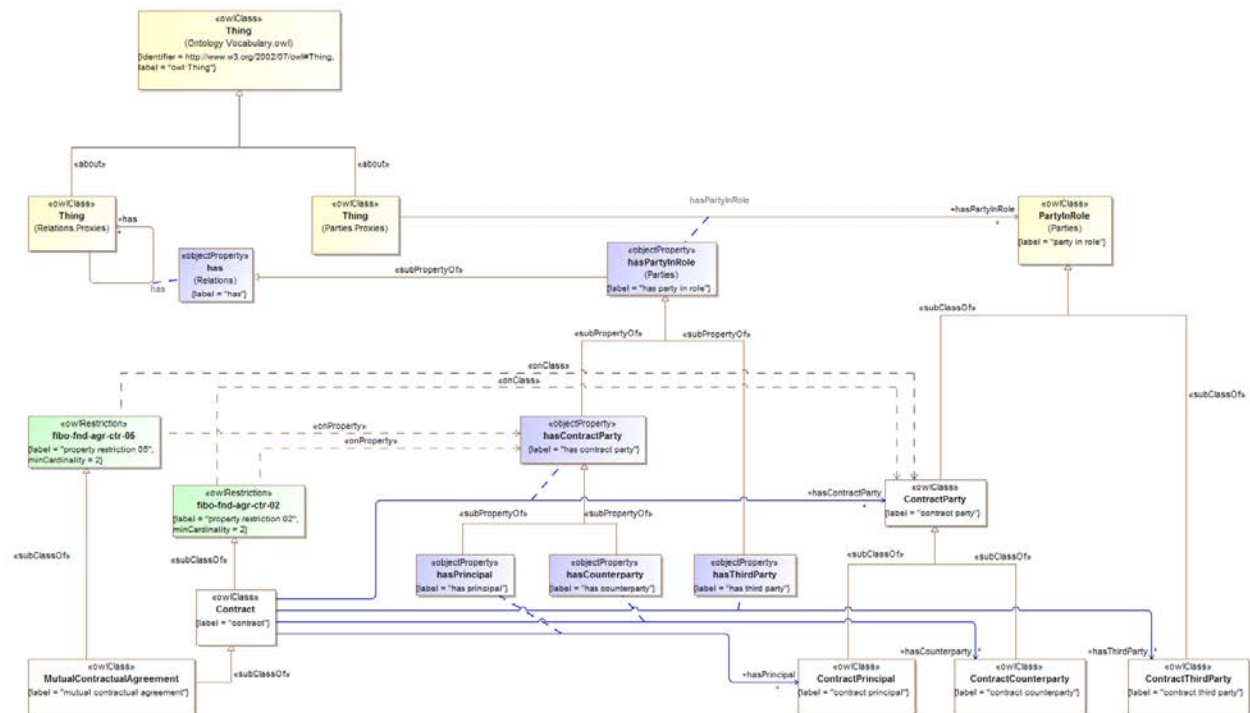 «owlClass»
Thing
(Ontology Vocabulary.owl)
{identifier = http://www.w3.org/2002/07/owl#Thing,
label = "owl:Thing"}
«about»
«about»
«owlClass»
Thing
(Relations.Proxies)
+has
*
has
«owlClass»
Thing
(Parties.Proxies)
hasPartyInRole
+hasPartyInRole
*
«owlClass»
PartyInRole
(Parties)
{label = "party in role"}
«objectProperty»
has
(Relations)
{label = "has"}
«subPropertyOf»
«objectProperty»
hasPartyInRole
(Parties)
{label = "has party in role"}
«subClassOf»
«subPropertyOf»
«subPropertyOf»
«onClass»
«onClass»
«subClassOf»
«owlRestriction»
fibo-fnd-agr-ctr-05
{label = "property restriction 05",
minCardinality = 2}
«onProperty»
«onProperty»
«objectProperty»
hasContractParty
{label = "has contract party"}
«owlRestriction»
fibo-fnd-agr-ctr-02
{label = "property restriction 02",
minCardinality = 2}
+hasContractParty
*
«owlClass»
ContractParty
{label = "contract party"}
«subPropertyOf»
«subPropertyOf»
«subClassOf»
«subClassOf»
«subClassOf»
«subClassOf»
«objectProperty»
hasPrincipal
{label = "has principal"}
«objectProperty»
hasCounterparty
{label = "has counterparty"}
«objectProperty»
hasThirdParty
{label = "has third party"}
«owlClass»
Contract
{label = "contract"}
«subClassOf»
«owlClass»
MutualContractualAgreement
{label = "mutual contractual agreement"}
+hasPrincipal
*
«owlClass»
ContractPrincipal
{label = "contract principal"}
+hasCounterparty
*
«owlClass»
ContractCounterparty
{label = "contract counterparty"}
+hasThirdParty
*
«owlClass»
ContractThirdParty
{label = "contract third party"}